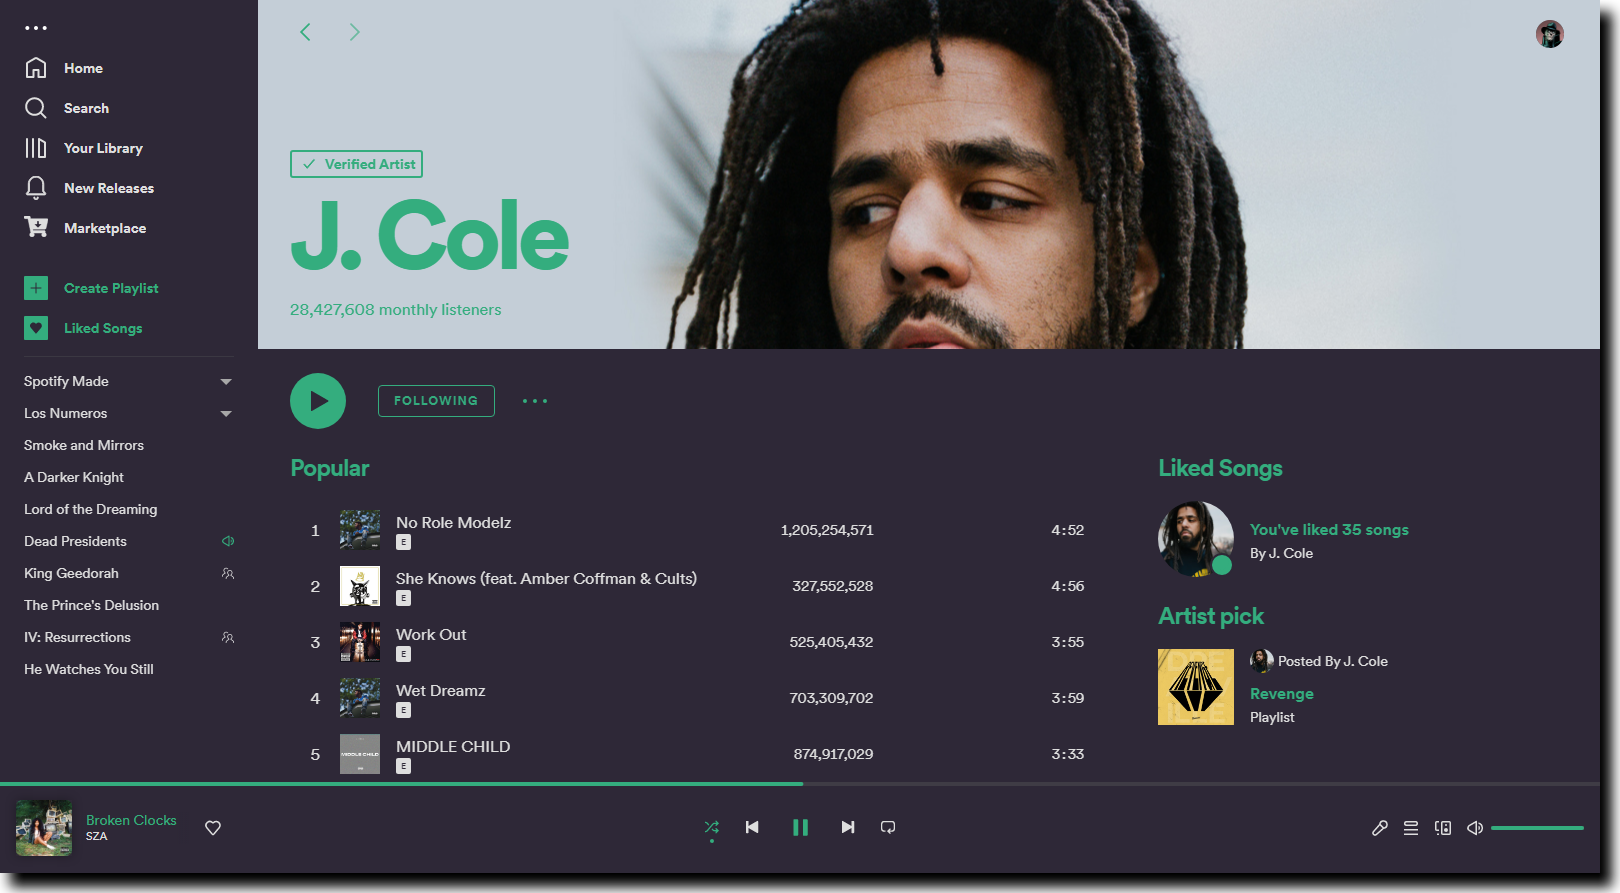 Home
Search
Your Library
New Releases
Marketplace
Create Playlist
Liked Songs
Spotify Made
Los Numeros
Smoke and Mirrors
A Darker Knight
Lord of the Dreaming
Dead Presidents
King Geedorah
The Prince's Delusion
IV: Resurrections
He Watches You Still
Verified Artist
J. Cole
28,427,608 monthly listeners
FOLLOWING
Popular
1 No Role Modelz 1,205,254,571 4:52
E
2 She Knows (feat. Amber Coffman & Cults) 327,552,528 4:56
E
3 Work Out 525,405,432 3:55
E
4 Wet Dreamz 703,309,702 3:59
E
5 MIDDLE CHILD 874,917,029 3:33
E
MIDDLE CHILD
Liked Songs
You've liked 35 songs
By J. Cole
Artist pick
Posted By J. Cole
Revenge
Playlist
Broken Clocks
SZA